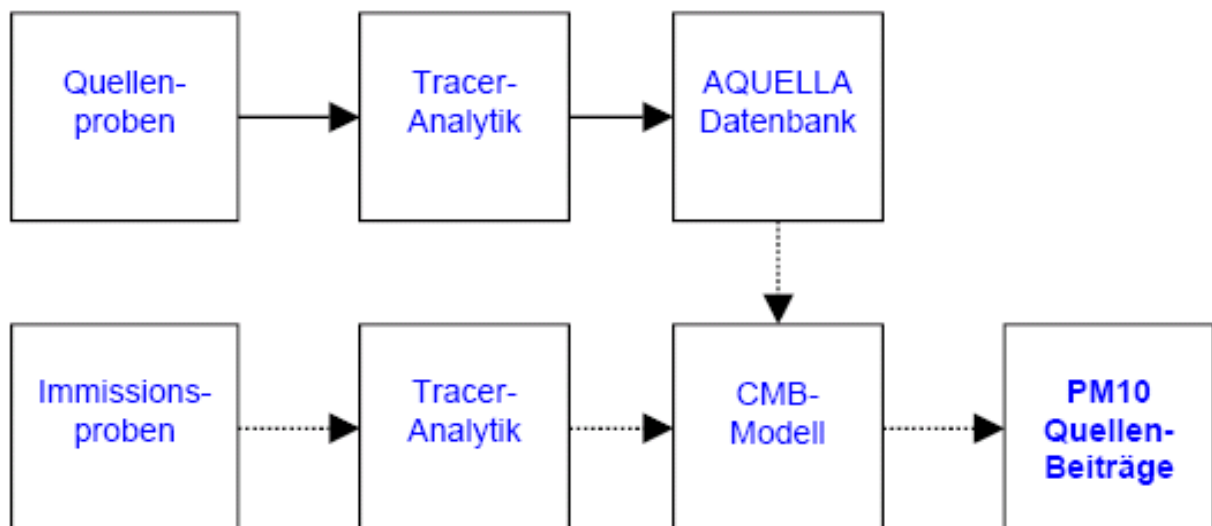 Quellen-
proben
Tracer-
Analytik
AQUELLA
Datenbank
Immissions-
proben
Tracer-
Analytik
CMB-
Modell
PM10
Quellen-
Beiträge